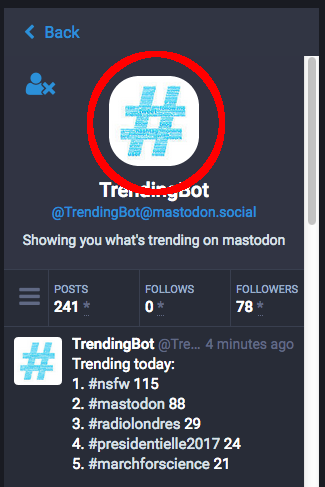 Back
TrendingBot
@TrendingBot@mastodon.social
Showing you what's trending on mastodon
POSTS
241 *
FOLLOWS
0 *
FOLLOWERS
78 *
TrendingBot @Tre... 4 minutes ago
Trending today:
1. #nsfw 115
2. #mastodon 88
3. #radiolondres 29
4. #presidentielle2017 24
5. #marchforscience 21